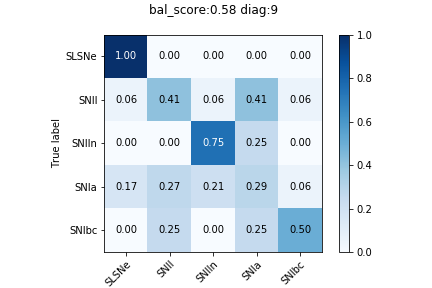 bal_score:0.58 diag:9
SLSNe 1.00 0.00 0.00 0.00 0.00
SNII 0.06 0.41 0.06 0.41 0.06
SNIIn 0.00 0.00 0.75 0.25 0.00
SNIa 0.17 0.27 0.21 0.29 0.06
SNIbc 0.00 0.25 0.00 0.25 0.50
True label
SLSNe SNII SNIIn SNIa SNIbc
1.0
0.8
0.6
0.4
0.2
0.0